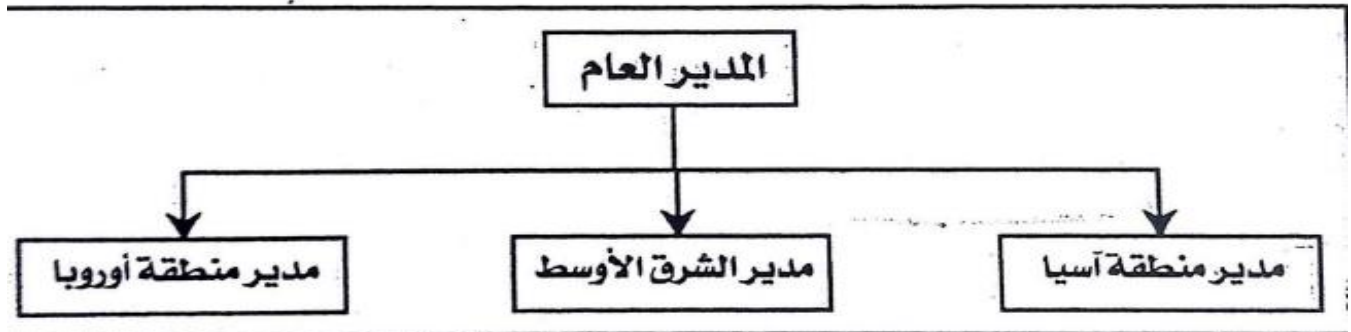 المدير العام
مدير منطقة آسيا
مدير الشرق الأوسط
مدير منطقة أوروبا